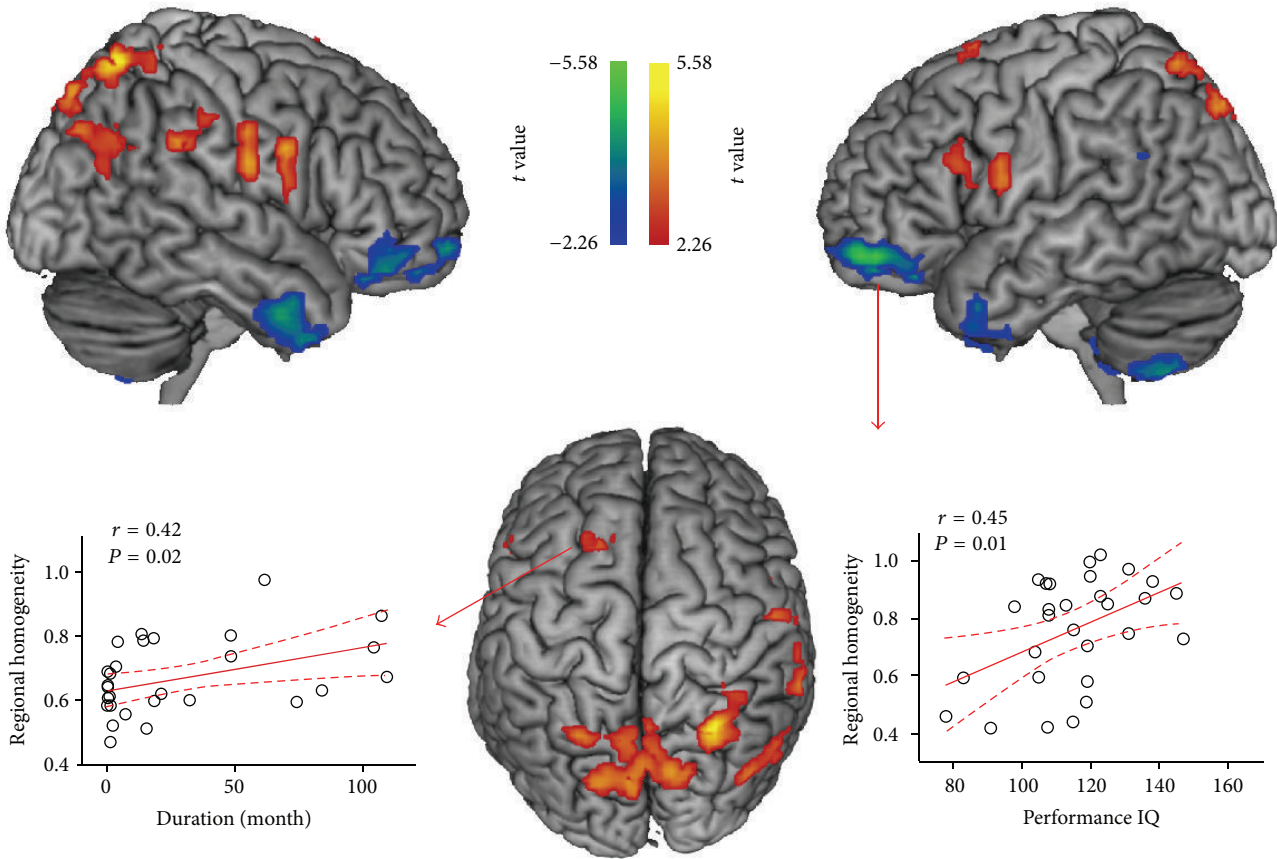 −5.58
5.58
t value
t value
−2.26
2.26
r = 0.42
P = 0.02
Regional homogeneity
1.0
0.8
0.6
0.4
0
50
100
Duration (month)
r = 0.45
P = 0.01
Regional homogeneity
1.0
0.8
0.6
0.4
80
100
120
140
160
Performance IQ